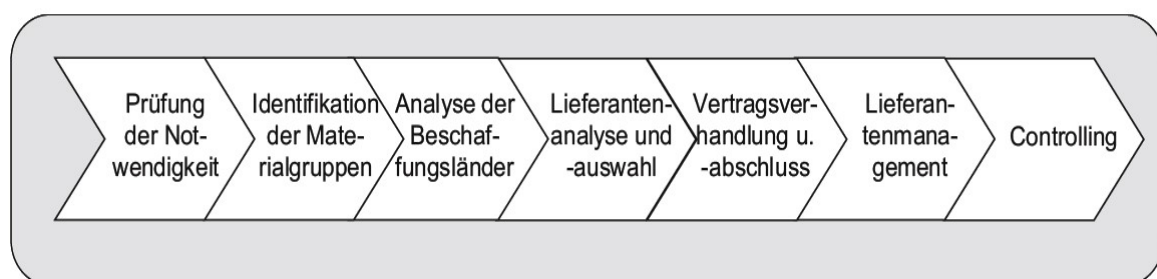 Prüfung
der Not-
wendigkeit
Identifikation
der Mate-
rialgruppen
Analyse der
Beschaf-
fungsländer
Lieferanten-
analyse und
-auswahl
Vertragsver-
handlung u.
-abschluss
Lieferan-
tenmana-
gement
Controlling